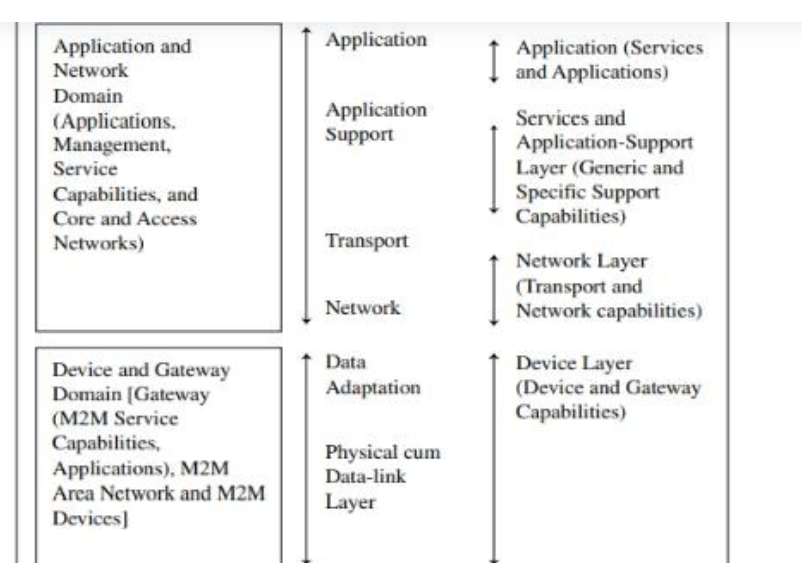 Application and
Network
Domain
(Applications,
Management,
Service
Capabilities, and
Core and Access
Networks)
Application
Application
Support
Transport
Network
Application (Services
and Applications)
Services and
Application-Support
Layer (Generic and
Specific Support
Capabilities)
Network Layer
(Transport and
Network capabilities)
Device and Gateway
Domain [Gateway
(M2M Service
Capabilities,
Applications), M2M
Area Network and M2M
Devices]
Data
Adaptation
Physical cum
Data-link
Layer
Device Layer
(Device and Gateway
Capabilities)